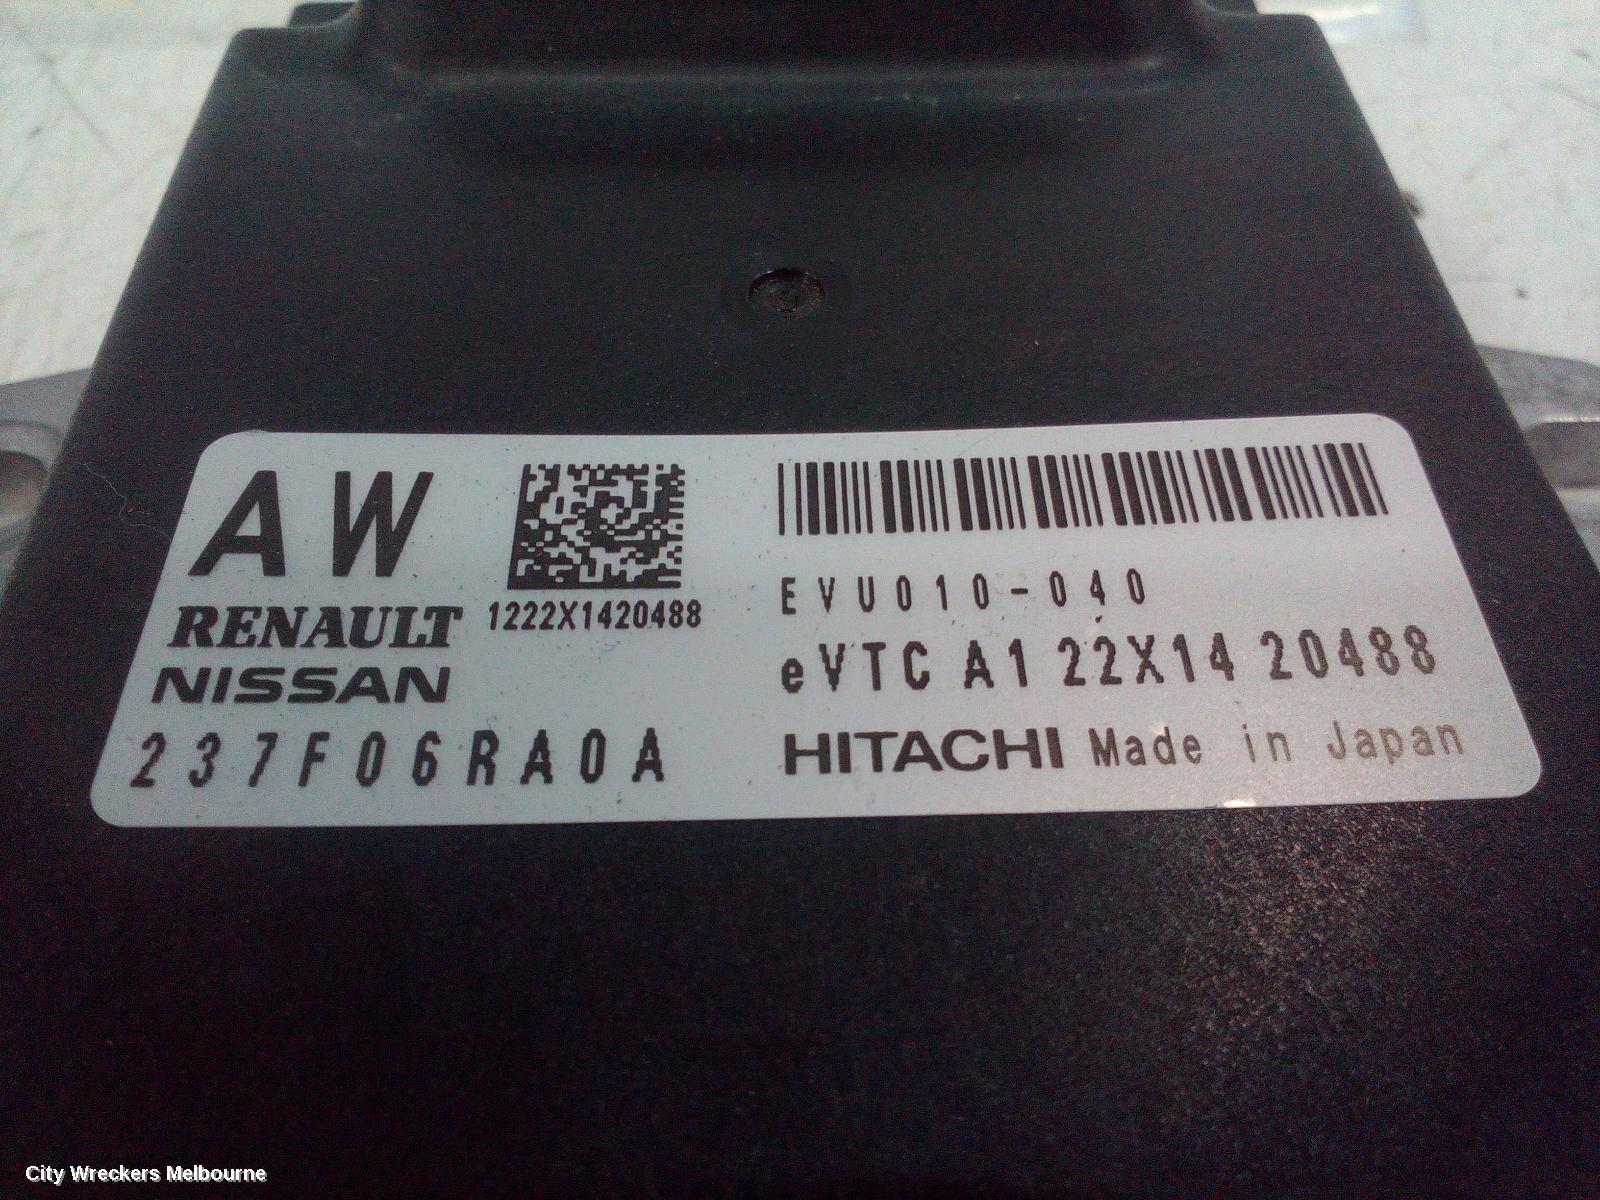 AW
RENAULT
NISSAN
237F06RA0A
1222X1420488
EVU010-040
eVTC A1 22X14 20488
HITACHI Made in Japan
City Wreckers Melbourne